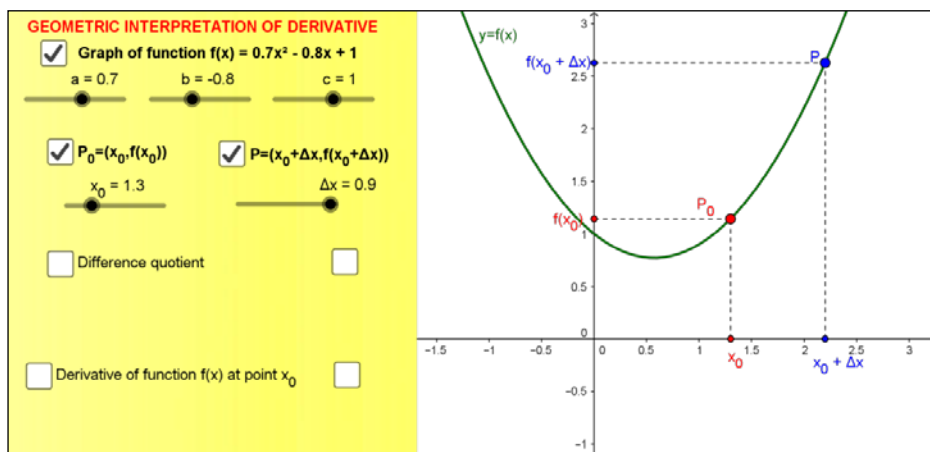 GEOMETRIC INTERPRETATION OF DERIVATIVE
Graph of function f(x) = 0.7x² - 0.8x + 1
a = 0.7
b = -0.8
c = 1
P₀=(x₀,f(x₀))
P=(x₀+Δx,f(x₀+Δx))
x₀ = 1.3
Δx = 0.9
Difference quotient
Derivative of function f(x) at point x₀
y=f(x)
3
f(x₀ + Δx)
P
2.5
2
1.5
f(x₀)
P₀
1
0.5
0
-1.5
-1
-0.5
0
0.5
1
1.5
2
2.5
3
x₀
x₀ + Δx
-0.5
-1